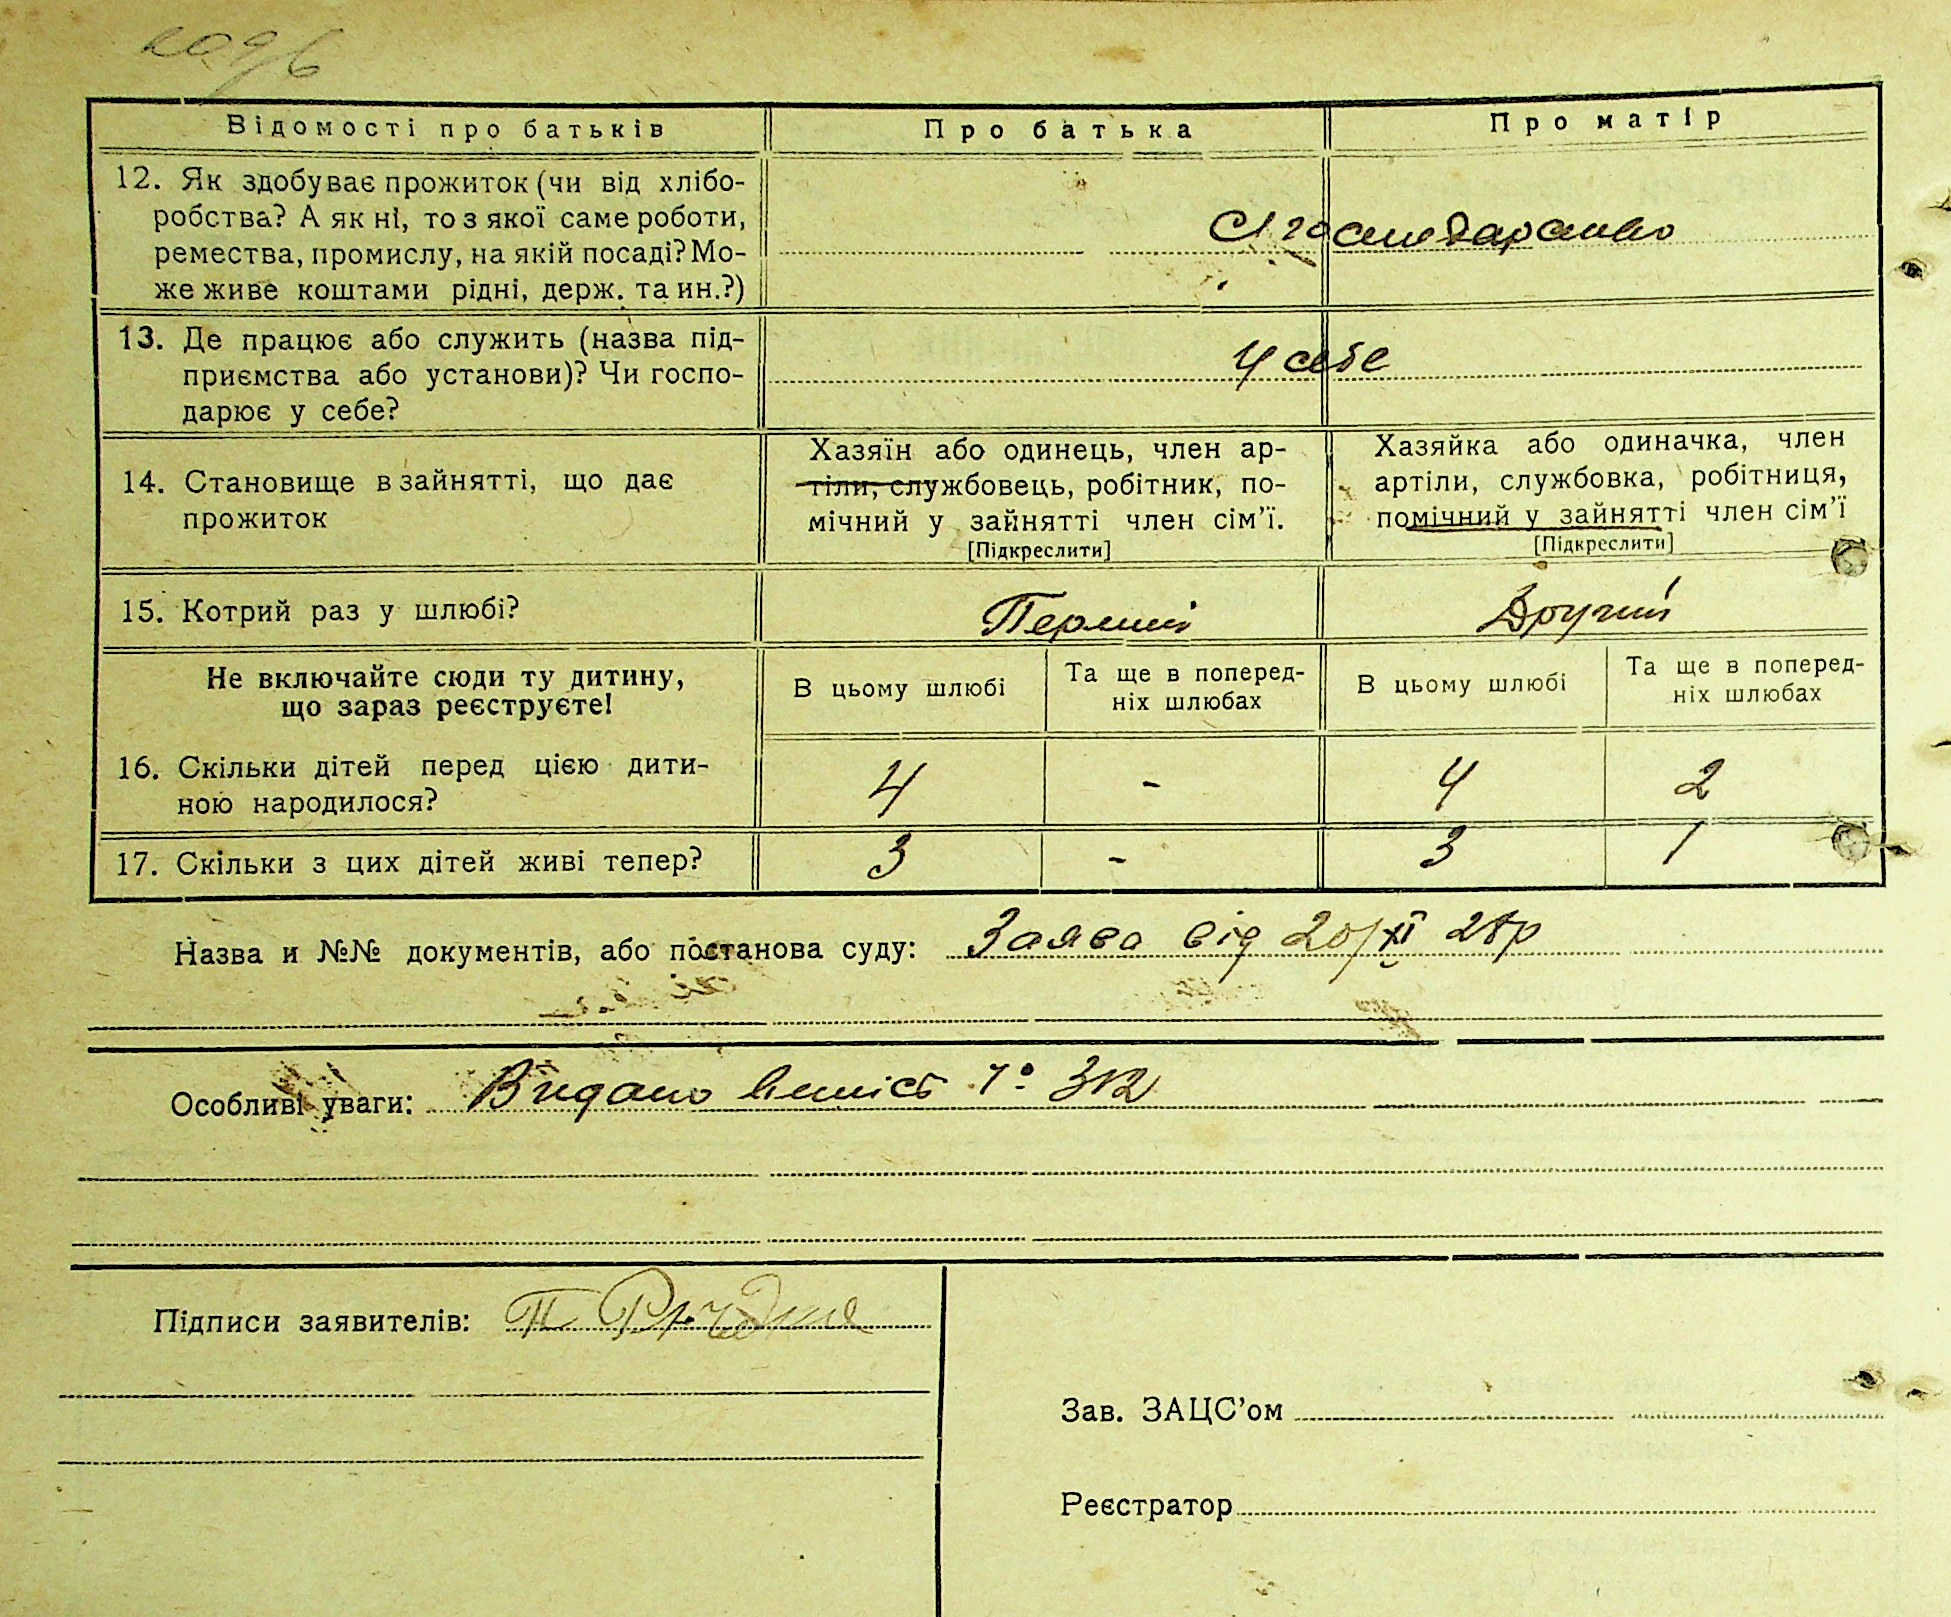 Відомості про батьків
Про батька
Про матір
12. Як здобуває прожиток (чи від хлібо-
робства? А як ні, то з якої саме роботи,
ремества, промислу, на якій посаді? Мо-
же живе коштами рідні, держ. та ин.?)
С/господарство
13. Де працює або служить (назва під-
приємства або установи)? Чи госпо-
дарює у себе?
У себе
14. Становище в зайнятті, що дає
прожиток
Хазяїн або одинець, член ар-
тіли, службовець, робітник, по-
мічний у зайнятті член сім'ї.
[Підкреслити]
Хазяйка або одиначка, член
артіли, службовка, робітниця,
помічний у зайнятті член сім'ї
[Підкреслити]
15. Котрий раз у шлюбі?
Перший
Другий
Не включайте сюди ту дитину,
що зараз реєструєте!
В цьому шлюбі
Та ще в поперед-
ніх шлюбах
В цьому шлюбі
Та ще в поперед-
ніх шлюбах
16. Скільки дітей перед цією дити-
ною народилося?
4 - 4 2
17. Скільки з цих дітей живі тепер?
3 - 3 1
Назва и №№ документів, або постанова суду: Заява від 20/XI 28р
Особливі уваги: Видано
Підписи заявителів: П
Зав. ЗАЦС'ом
Реєстратор